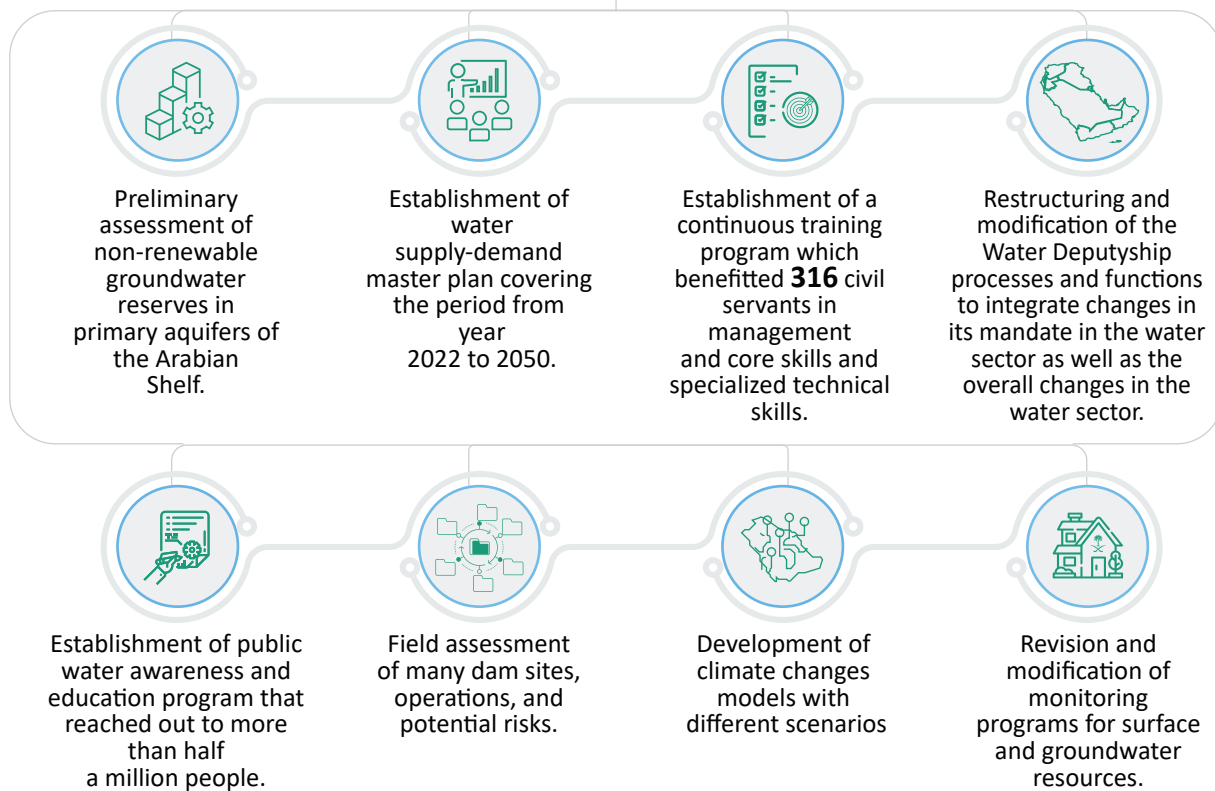 Preliminary
assessment of
non-renewable
groundwater
reserves in
primary aquifers of
the Arabian
Shelf.
Establishment of
water
supply-demand
master plan covering
the period from
year
2022 to 2050.
Establishment of a
continuous training
program which
benefitted 316 civil
servants in
management
and core skills and
specialized technical
skills.
Restructuring and
modification of the
Water Deputyship
processes and functions
to integrate changes in
its mandate in the water
sector as well as the
overall changes in the
water sector.
Establishment of public
water awareness and
education program that
reached out to more
than half
a million people.
Field assessment
of many dam sites,
operations, and
potential risks.
Development of
climate changes
models with
different scenarios
Revision and
modification of
monitoring
programs for surface
and groundwater
resources.